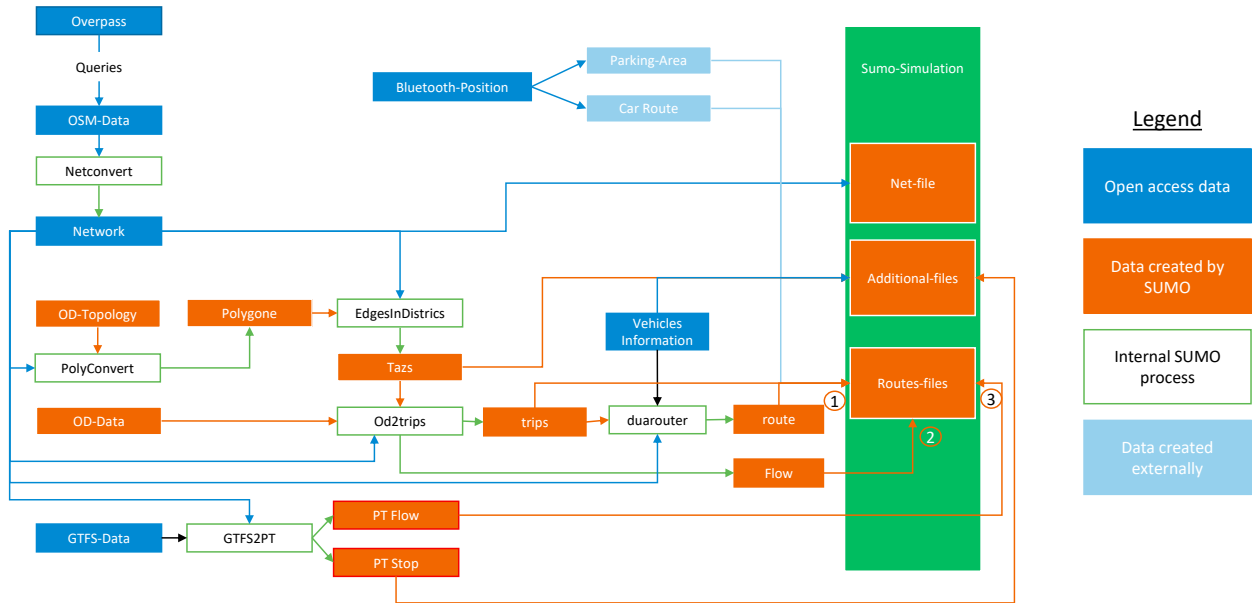 Overpass
Queries
OSM-Data
Netconvert
Network
OD-Topology
PolyConvert
OD-Data
GTFS-Data
Polygone
GTFS2PT
Bluetooth-Position
Parking-Area
Car Route
EdgesInDistrics
Tazs
Od2trips
trips
Vehicles
Information
duarouter
route
Flow
PT Flow
PT Stop
Sumo-Simulation
Net-file
Additional-files
Routes-files
1
2
3
Legend
Open access data
Data created by
SUMO
Internal SUMO
process
Data created
externally